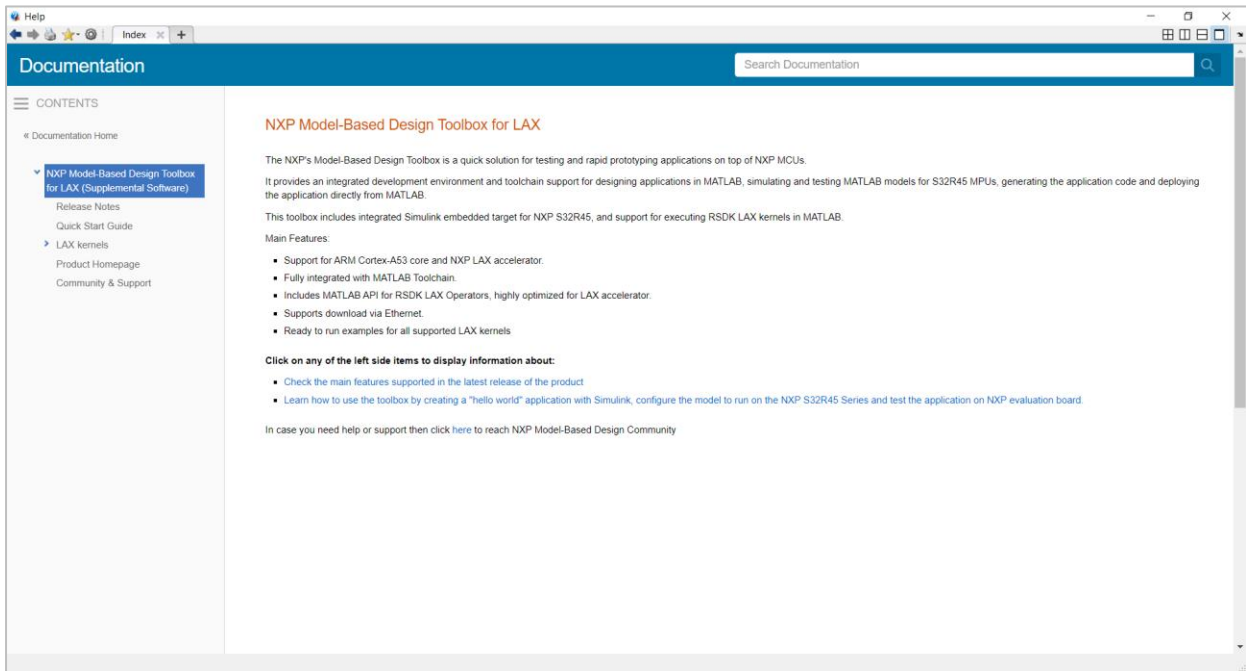 Help
Index
Documentation
Search Documentation
CONTENTS
« Documentation Home
NXP Model-Based Design Toolbox
for LAX (Supplemental Software)
Release Notes
Quick Start Guide
LAX kernels
Product Homepage
Community & Support
NXP Model-Based Design Toolbox for LAX
The NXP's Model-Based Design Toolbox is a quick solution for testing and rapid prototyping applications on top of NXP MCUs.
It provides an integrated development environment and toolchain support for designing applications in MATLAB, simulating and testing MATLAB models for S32R45 MPUs, generating the application code and deploying
the application directly from MATLAB.
This toolbox includes integrated Simulink embedded target for NXP S32R45, and support for executing RSDK LAX kernels in MATLAB.
Main Features:
▪ Support for ARM Cortex-A53 core and NXP LAX accelerator.
▪ Fully integrated with MATLAB Toolchain.
▪ Includes MATLAB API for RSDK LAX Operators, highly optimized for LAX accelerator.
▪ Supports download via Ethernet.
▪ Ready to run examples for all supported LAX kernels
Click on any of the left side items to display information about:
▪ Check the main features supported in the latest release of the product
▪ Learn how to use the toolbox by creating a "hello world" application with Simulink, configure the model to run on the NXP S32R45 Series and test the application on NXP evaluation board.
In case you need help or support then click here to reach NXP Model-Based Design Community